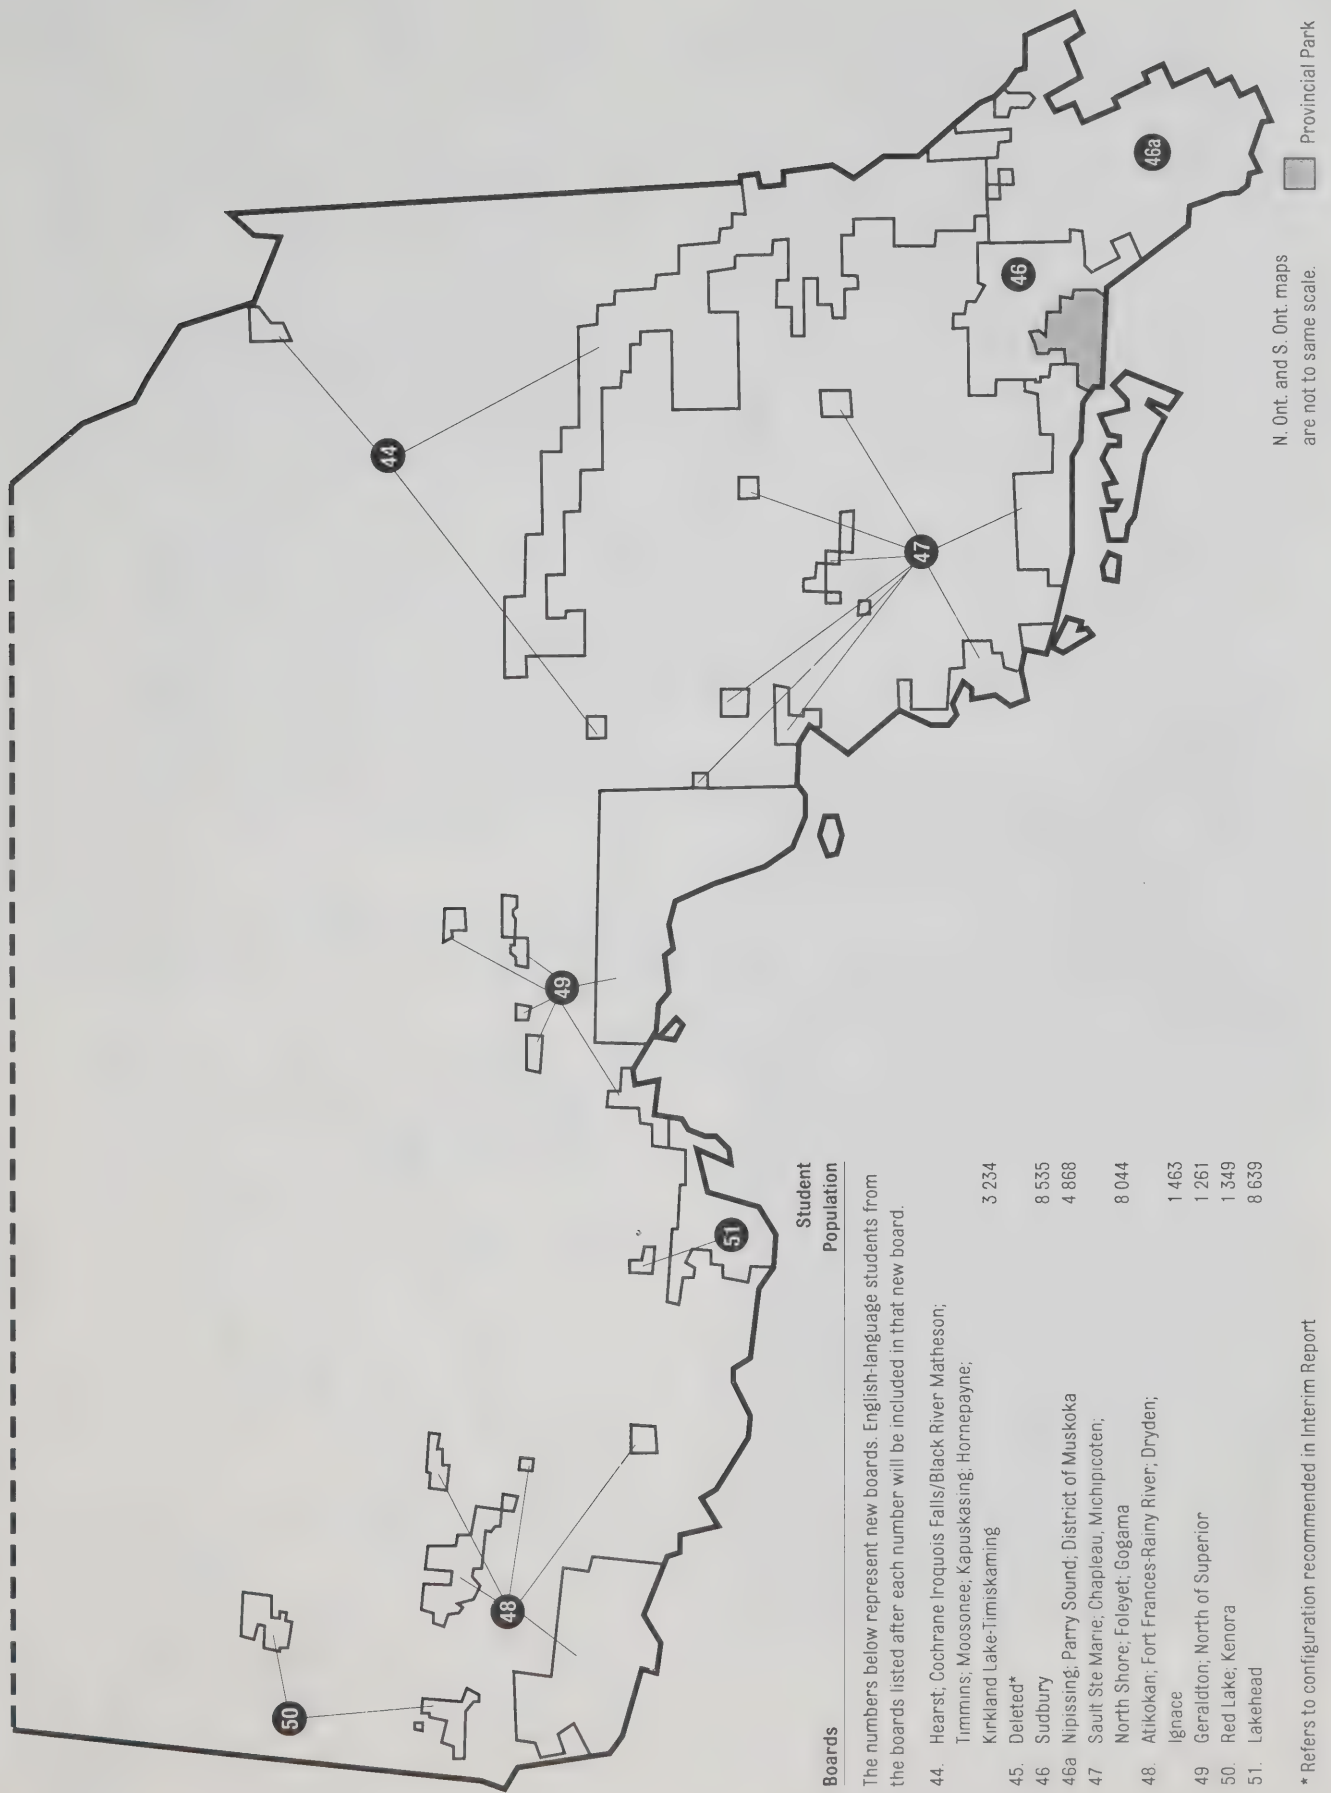 44
46a
46
47
49
51
48
50
N. Ont. and S. Ont. maps
are not to same scale.
Provincial Park
Boards
Student
Population
The numbers below represent new boards. English-language students from
the boards listed after each number will be included in that new board.
44. Hearst; Cochrane Iroquois Falls/Black River Matheson;
Timmins; Moosonee; Kapuskasing; Hornepayne;
Kirkland Lake-Timiskaming 3 234
45. Deleted*
46 Sudbury 8 535
46a Nipissing; Parry Sound; District of Muskoka 4 868
47 Sault Ste Marie; Chapleau, Michipicoten;
North Shore; Foleyet; Gogama 8 044
48. Atikokan; Fort Frances-Rainy River; Dryden;
Ignace 1 463
49 Geraldton; North of Superior 1 261
50. Red Lake; Kenora 1 349
51. Lakehead 8 639
* Refers to configuration recommended in Interim Report